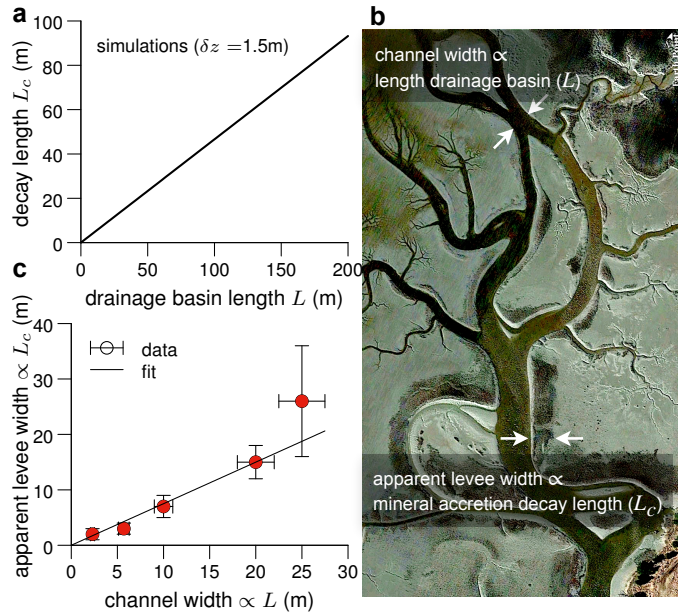 a
100
80
60
40
20
0
decay length L_c (m)
simulations (δz =1.5m)
0 50 100 150 200
drainage basin length L (m)
b
channel width ∝
length drainage basin (L)
apparent levee width ∝
mineral accretion decay length (L_c)
c
40
30
20
10
0
apparent levee width ∝ L_c (m)
data
fit
0 5 10 15 20 25 30
channel width ∝ L (m)